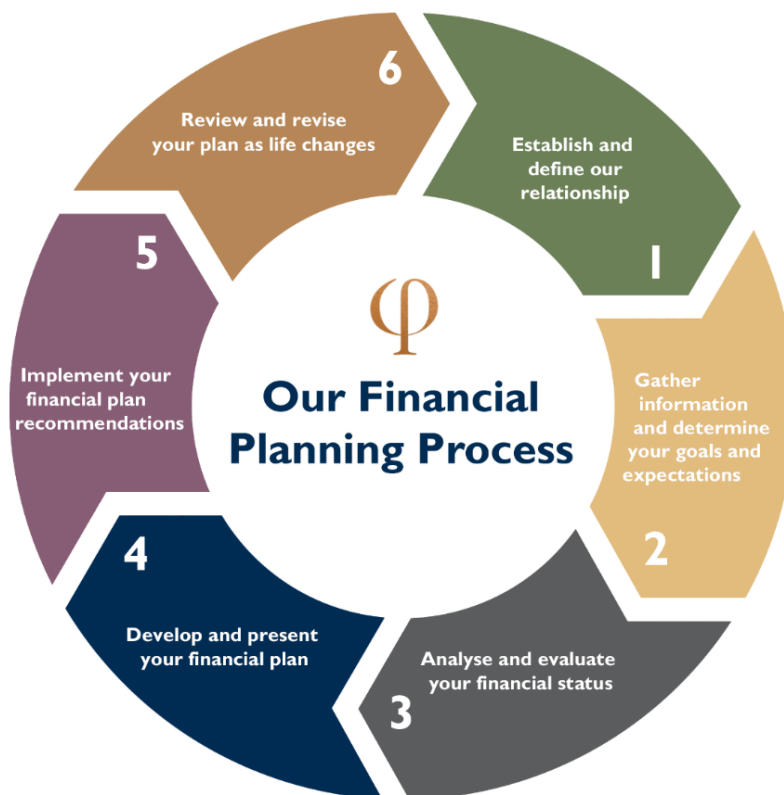 φ
Our Financial
Planning Process
1
Establish and
define our
relationship
2
Gather
information
and determine
your goals and
expectations
3
Analyse and evaluate
your financial status
4
Develop and present
your financial plan
5
Implement your
financial plan
recommendations
6
Review and revise
your plan as life changes